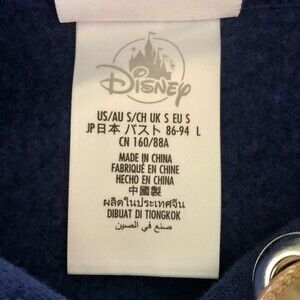 Disney
US/AU S/CH UK S EU S
JP日本 バスト 86-94 L
CN 160/88A
MADE IN CHINA
FABRIQUÉ EN CHINE
HECHO EN CHINA
中國製
ผลิตในประเทศจีน
DIBUAT DI TIONGKOK
صنع في الصين